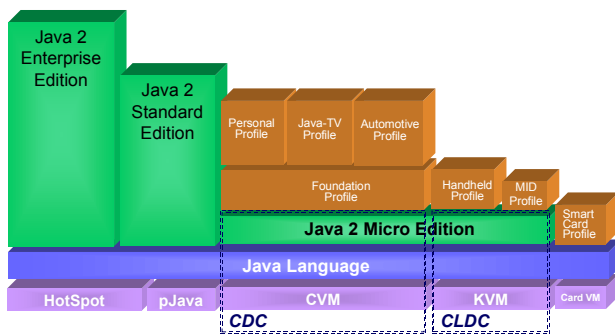 Java 2
Enterprise
Edition
Java 2
Standard
Edition
Personal
Profile
Java-TV
Profile
Automotive
Profile
Foundation
Profile
Handheld
Profile
MID
Profile
Smart
Card
Profile
Java 2 Micro Edition
Java Language
HotSpot
pJava
CVM
KVM
Card VM
CDC
CLDC